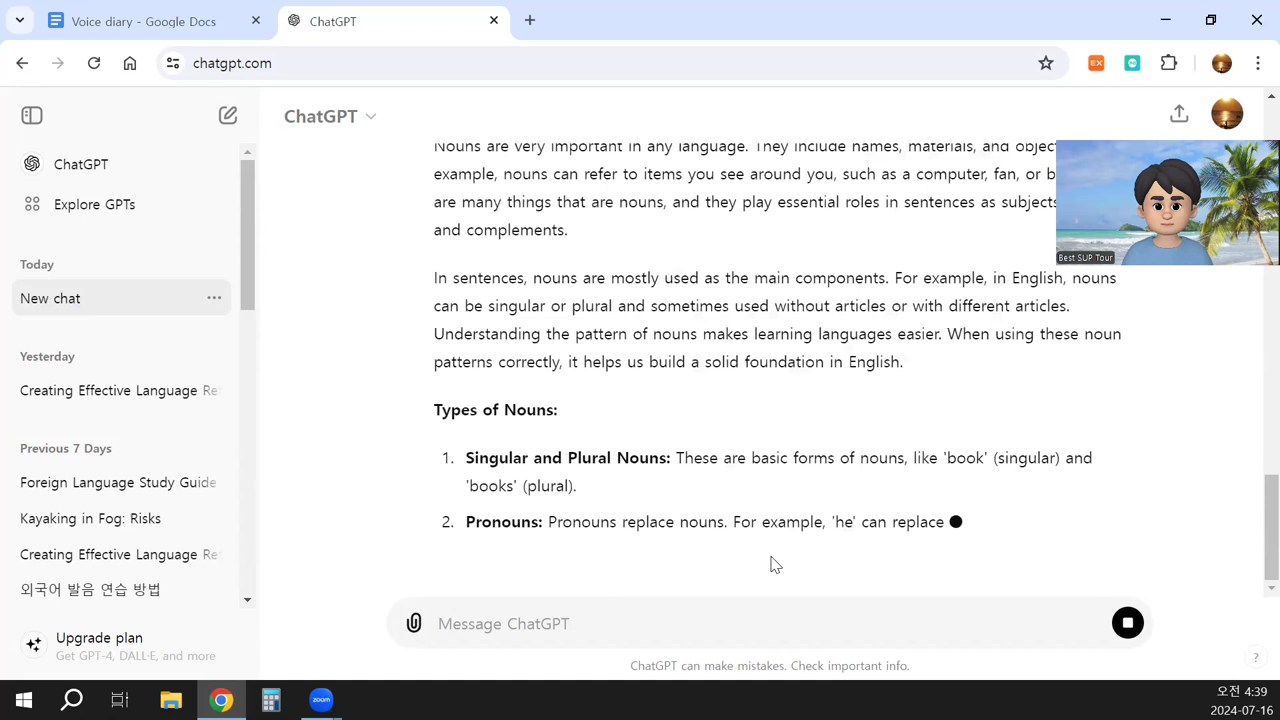 Voice diary - Google Docs
ChatGPT
chatgpt.com
EX
ChatGPT
ChatGPT
Explore GPTs
Today
New chat
Yesterday
Creating Effective Language
Previous 7 Days
Foreign Language Study Guide
Kayaking in Fog: Risks
Creating Effective Language
외국어 발음 연습 방법
Upgrade plan
Get GPT-4, DALL·E, and more
Nouns are very important in any language. They include names, materials, and
example, nouns can refer to items you see around you, such as a computer, fan, or
are many things that are nouns, and they play essential roles in sentences as subjects
and complements.
In sentences, nouns are mostly used as the main components. For example, in English, nouns
can be singular or plural and sometimes used without articles or with different articles.
Understanding the pattern of nouns makes learning languages easier. When using these noun
patterns correctly, it helps us build a solid foundation in English.
Types of Nouns:
1. Singular and Plural Nouns: These are basic forms of nouns, like 'book' (singular) and
'books' (plural).
2. Pronouns: Pronouns replace nouns. For example, 'he' can replace
Best SUP Tour
Message ChatGPT
ChatGPT can make mistakes. Check important info.
?
zoom
오전 4:39
2024-07-16